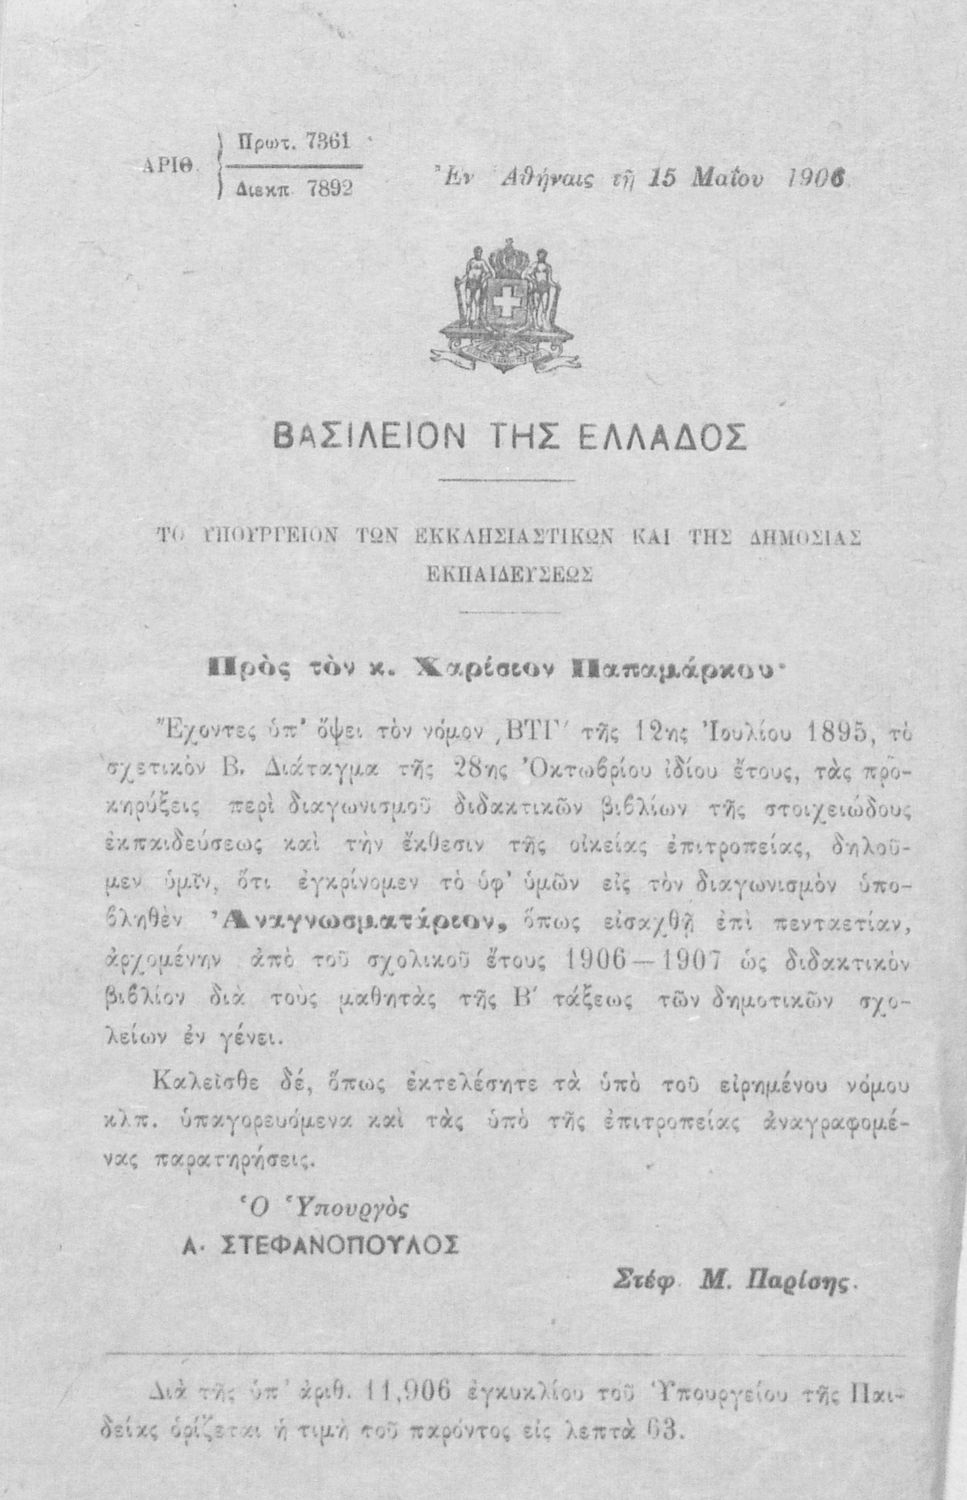 ΑΡΙΘ. Πρωτ. 7361
Διεκπ. 7892
Ἐν Ἀθήναις τῇ 15 Μαΐου 1906
ΒΑΣΙΛΕΙΟΝ ΤΗΣ ΕΛΛΑΔΟΣ
ΤΟ ΥΠΟΥΡΓΕΙΟΝ ΤΩΝ ΕΚΚΛΗΣΙΑΣΤΙΚΩΝ ΚΑΙ ΤΗΣ ΔΗΜΟΣΙΑΣ
ΕΚΠΑΙΔΕΥΣΕΩΣ
Πρὸς τὸν κ. Χαρίσιον Παπαμάρκου·
Ἔχοντες ὑπ' ὄψει τὸν νόμον ͵ΒΤΓ′ τῆς 12ης Ἰουλίου 1895, τὸ
σχετικὸν Β. Διάταγμα τῆς 28ης Ὀκτωβρίου ἰδίου ἔτους, τὰς προ-
κηρύξεις περὶ διαγωνισμοῦ διδακτικῶν βιβλίων τῆς στοιχειώδους
ἐκπαιδεύσεως καὶ τὴν ἔκθεσιν τῆς οἰκείας ἐπιτροπείας, δηλοῦ-
μεν ὑμῖν, ὅτι ἐγκρίνομεν τὸ ὑφ' ὑμῶν εἰς τὸν διαγωνισμὸν ὑπο-
βληθὲν Ἀναγνωσματάριον, ὅπως εἰσαχθῇ ἐπὶ πενταετίαν,
ἀρχομένην ἀπὸ τοῦ σχολικοῦ ἔτους 1906—1907 ὡς διδακτικὸν
βιβλίον διὰ τοὺς μαθητὰς τῆς Β′ τάξεως τῶν δημοτικῶν σχο-
λείων ἐν γένει.
Καλεῖσθε δέ, ὅπως ἐκτελέσητε τὰ ὑπὸ τοῦ εἰρημένου νόμου
κλπ. ὑπαγορευόμενα καὶ τὰς ὑπὸ τῆς ἐπιτροπείας ἀναγραφομέ-
νας παρατηρήσεις.
Ὁ Ὑπουργὸς
Α. ΣΤΕΦΑΝΟΠΟΥΛΟΣ
Στέφ. Μ. Παρίσης.
Διὰ τῆς ὑπ' ἀριθ. 11,906 ἐγκυκλίου τοῦ Ὑπουργείου τῆς Παι-
δείας ὁρίζεται ἡ τιμὴ τοῦ παρόντος εἰς λεπτὰ 63.